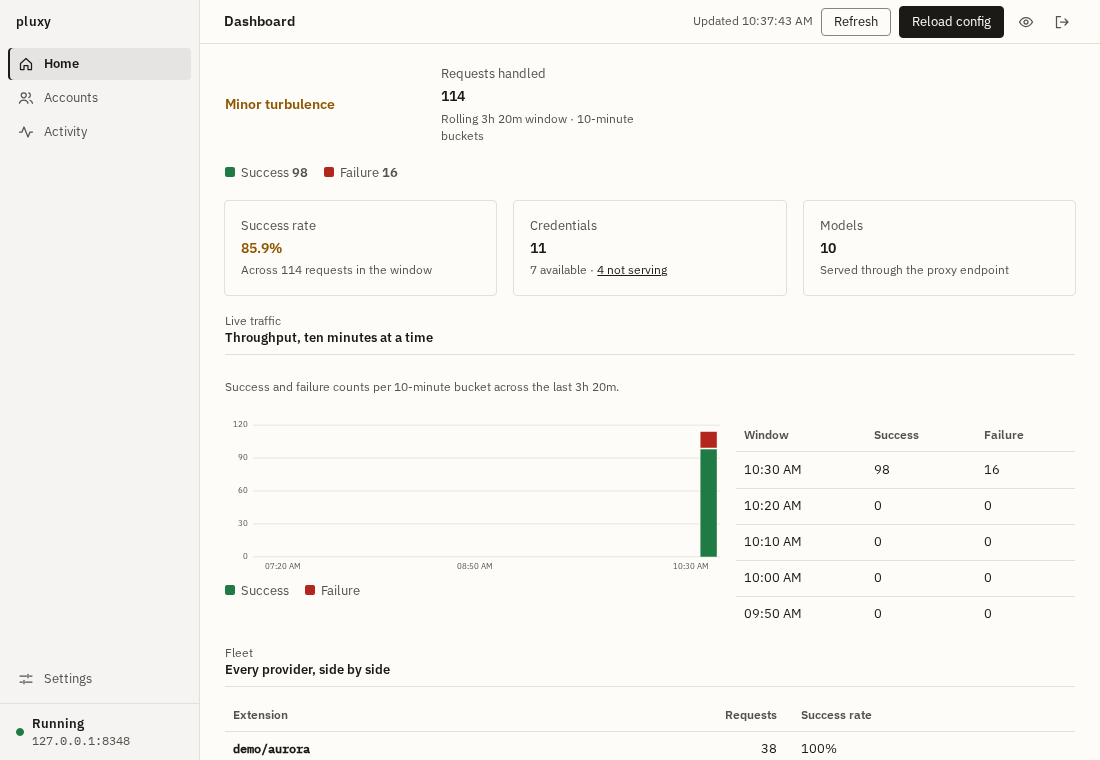 pluxy
Home
Accounts
Activity
Settings
Running
127.0.0.1:8348
Dashboard
Updated 10:37:43 AM
Refresh
Reload config
Minor turbulence
Requests handled
114
Rolling 3h 20m window · 10-minute
buckets
Success 98 Failure 16
Success rate
85.9%
Across 114 requests in the window
Credentials
11
7 available · 4 not serving
Models
10
Served through the proxy endpoint
Live traffic
Throughput, ten minutes at a time
Success and failure counts per 10-minute bucket across the last 3h 20m.
120
90
60
30
0
07:20 AM 08:50 AM 10:30 AM
Success Failure
Window Success Failure
10:30 AM 98 16
10:20 AM 0 0
10:10 AM 0 0
10:00 AM 0 0
09:50 AM 0 0
Fleet
Every provider, side by side
Extension Requests Success rate
demo/aurora 38 100%